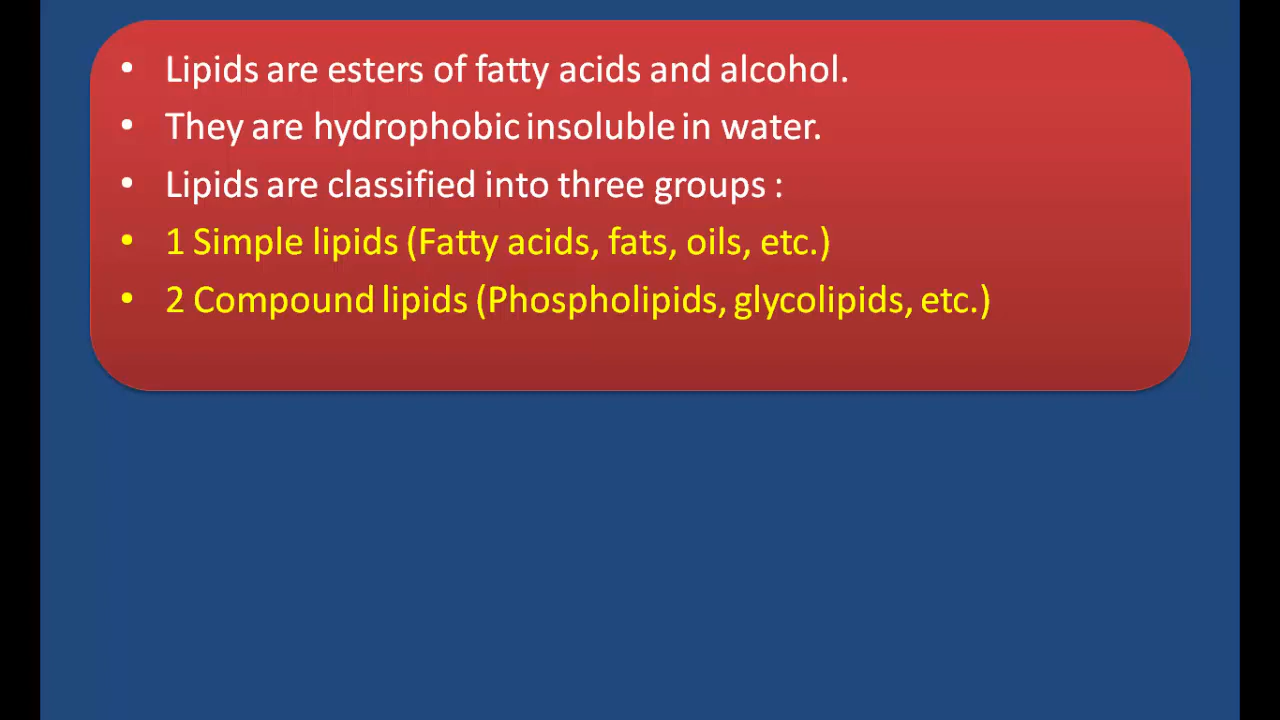 • Lipids are esters of fatty acids and alcohol.
• They are hydrophobic insoluble in water.
• Lipids are classified into three groups :
• 1 Simple lipids (Fatty acids, fats, oils, etc.)
• 2 Compound lipids (Phospholipids, glycolipids, etc.)